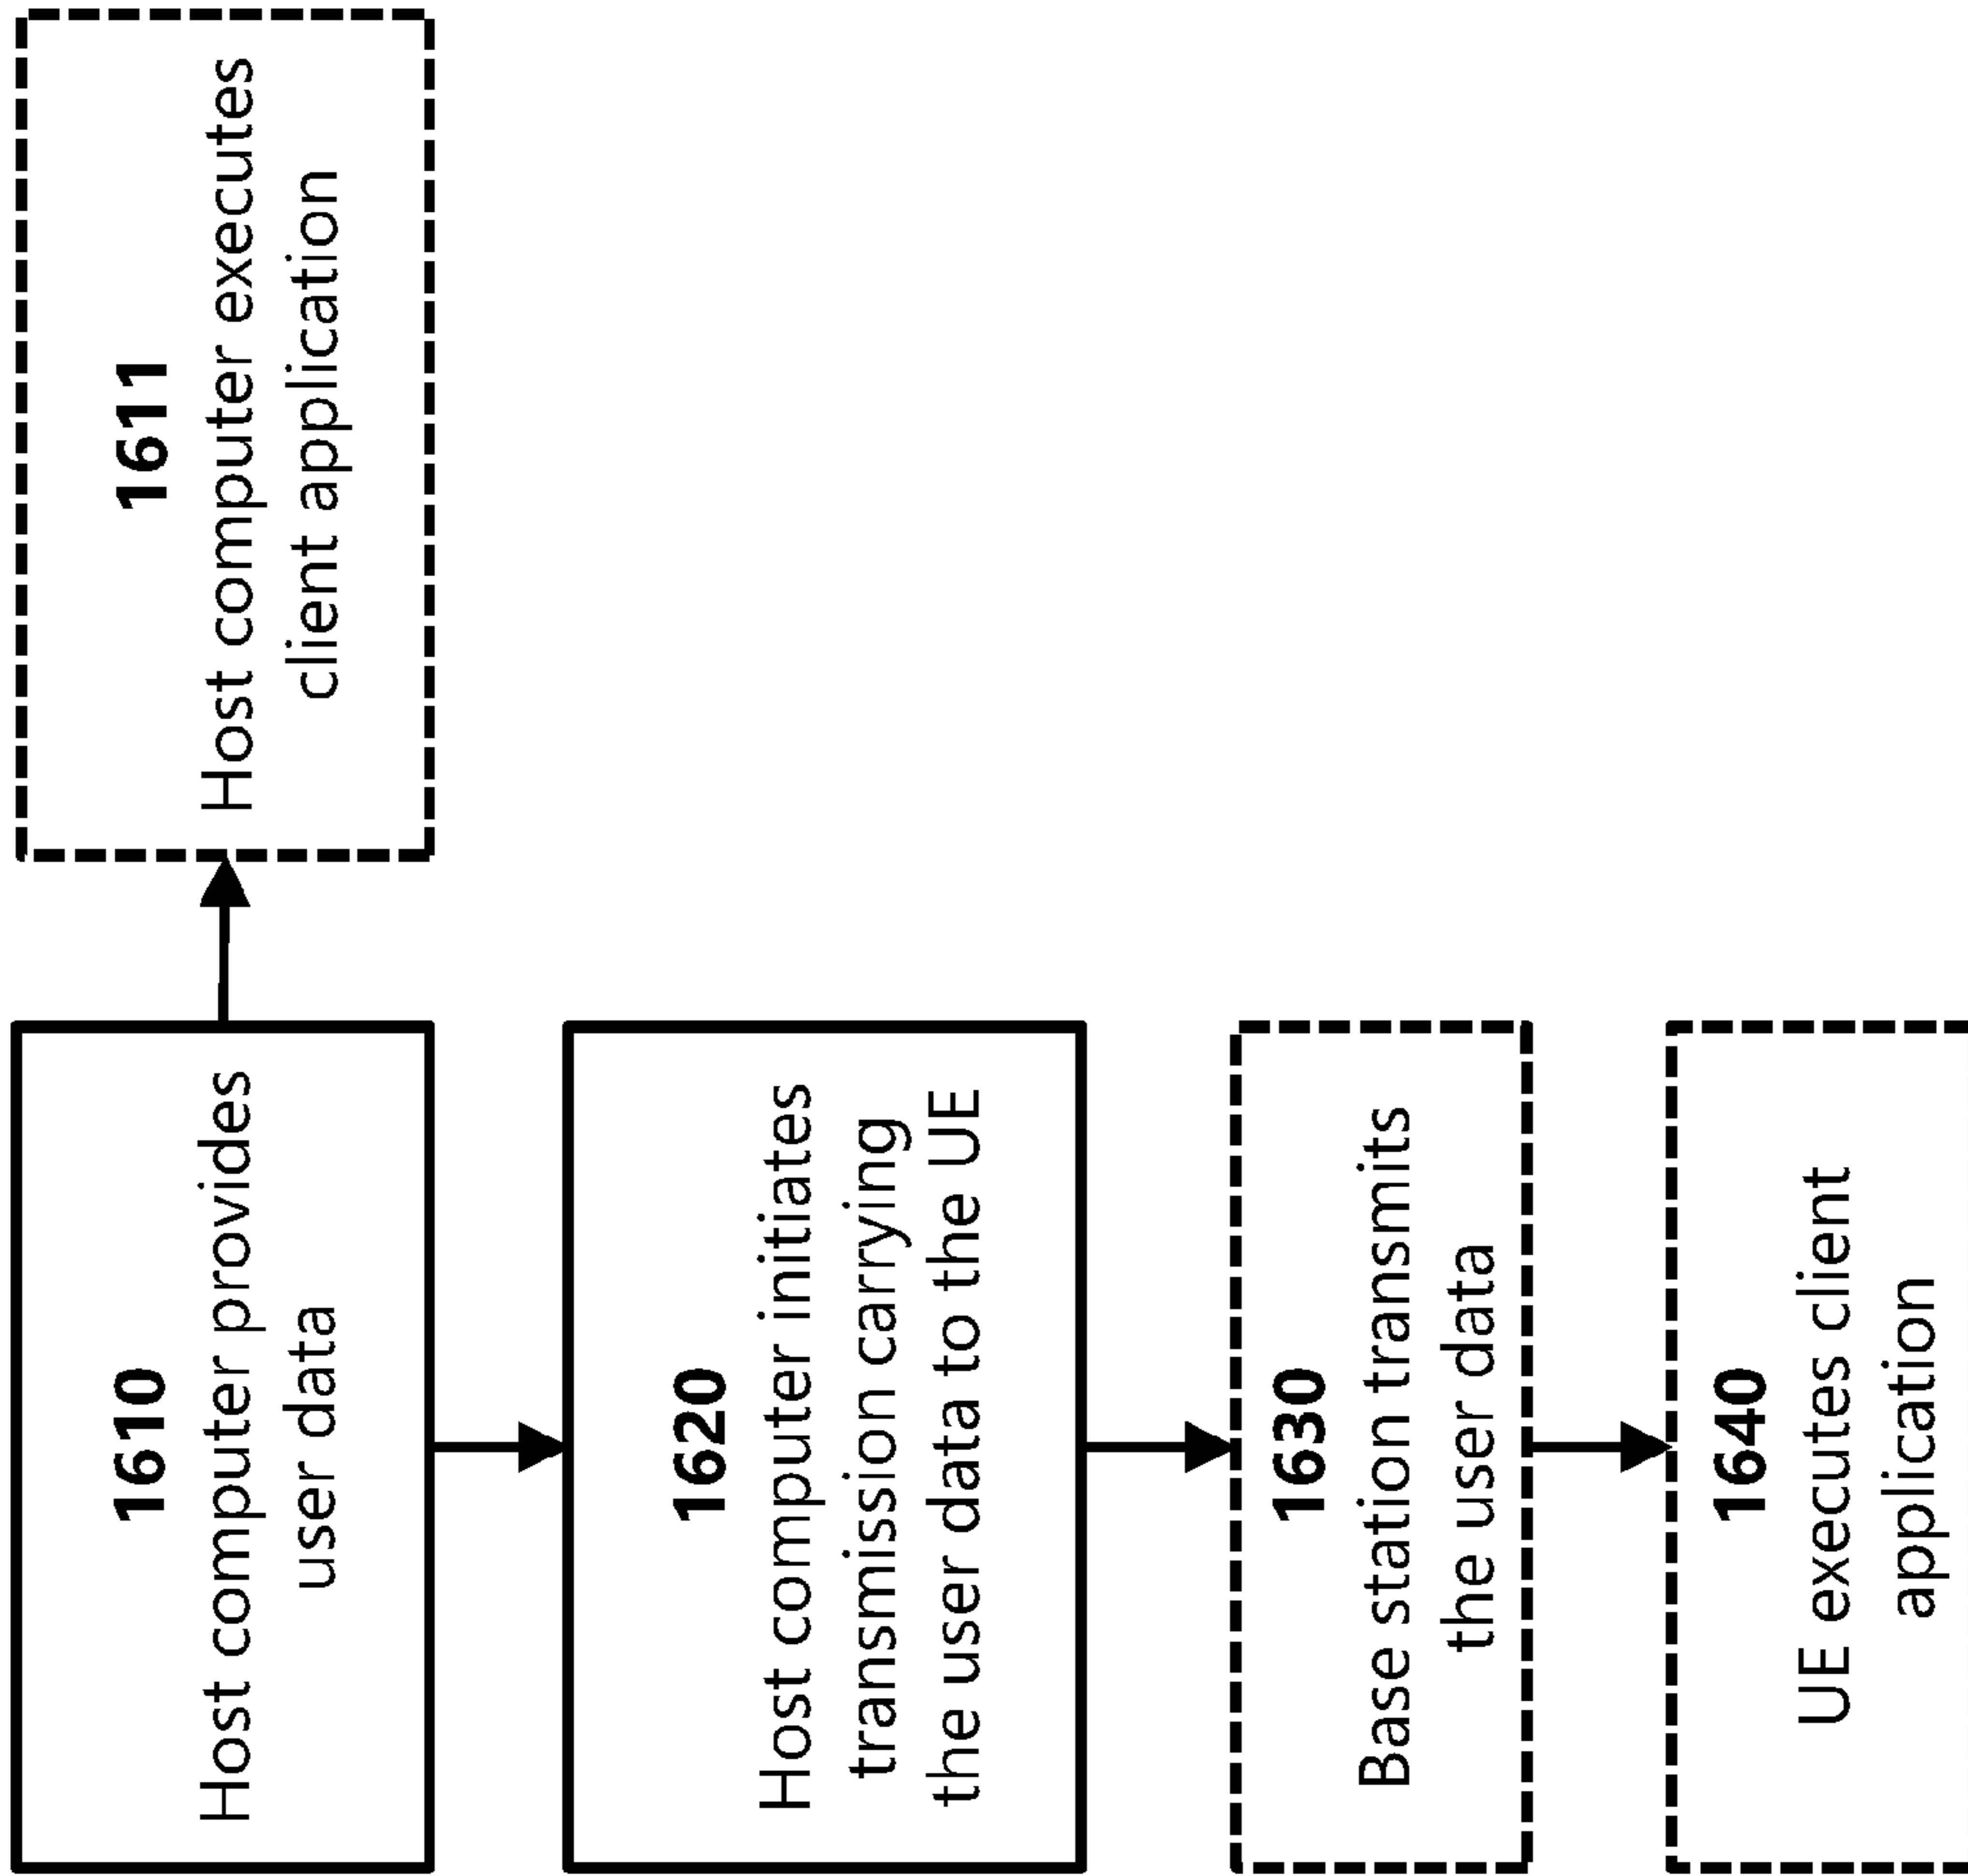 1610
Host computer provides
user data
1611
Host computer executes
client application
1620
Host computer initiates
transmission carrying
the user data to the UE
1630
Base station transmits
the user data
1640
UE executes client
application